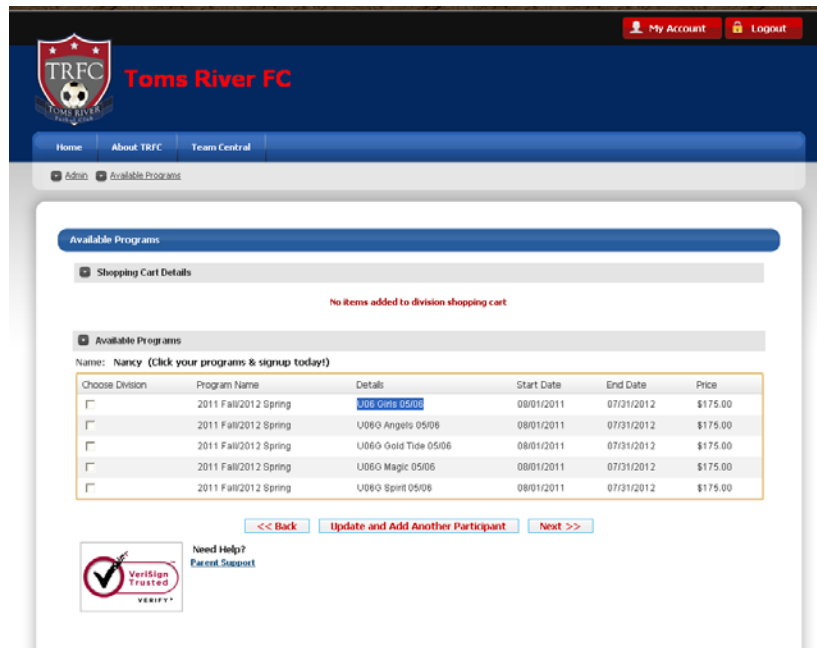 My Account Logout
TRFC
TOMS RIVER
Futbol Club
Toms River FC
Home About TRFC Team Central
Admin Available Programs
Available Programs
Shopping Cart Details
No items added to division shopping cart
Available Programs
Name: Nancy (Click your programs & signup today!)
Choose Division Program Name Details Start Date End Date Price
2011 Fall/2012 Spring U06 Girls 05/06 08/01/2011 07/31/2012 $175.00
2011 Fall/2012 Spring U06G Angels 05/06 08/01/2011 07/31/2012 $175.00
2011 Fall/2012 Spring U06G Gold Tide 05/06 08/01/2011 07/31/2012 $175.00
2011 Fall/2012 Spring U06G Magic 05/06 08/01/2011 07/31/2012 $175.00
2011 Fall/2012 Spring U06G Spirit 05/06 08/01/2011 07/31/2012 $175.00
<< Back Update and Add Another Participant Next >>
Need Help?
Parent Support
VeriSign
Trusted
VERIFY